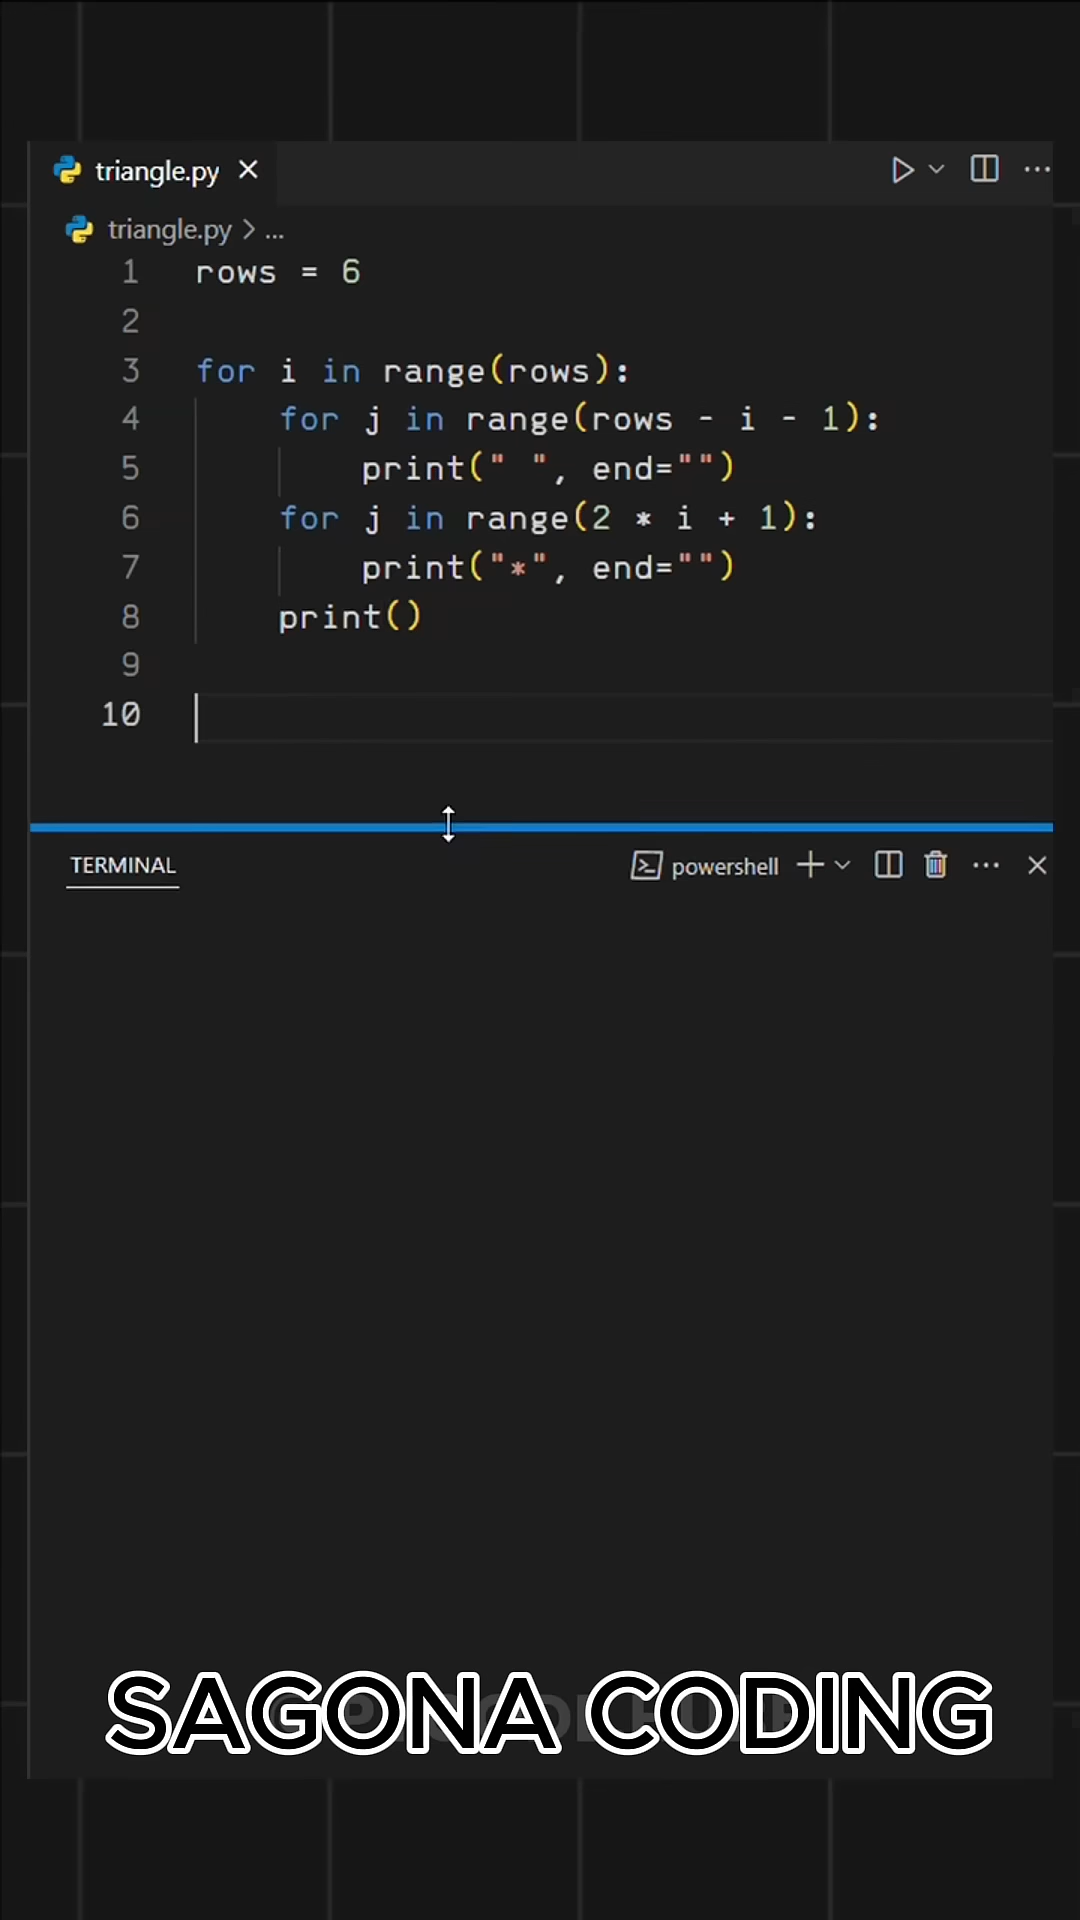 triangle.py
triangle.py > ...
1 rows = 6
2
3 for i in range(rows):
4     for j in range(rows - i - 1):
5         print(" ", end="")
6     for j in range(2 * i + 1):
7         print("*", end="")
8     print()
9
10
TERMINAL powershell
SAGONA CODING